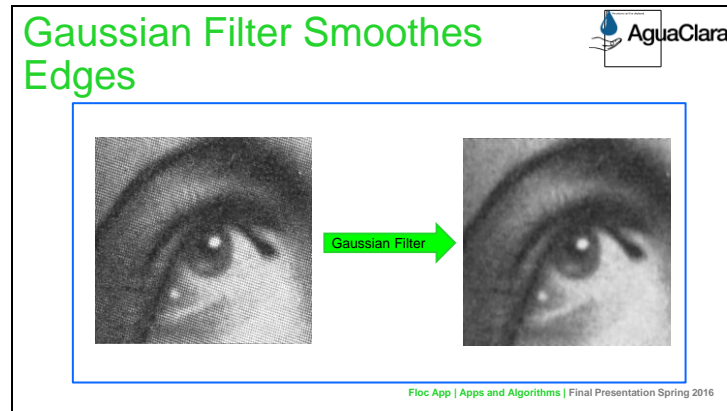 Gaussian Filter Smoothes
Edges
AguaClara
Gaussian Filter
Floc App | Apps and Algorithms | Final Presentation Spring 2016